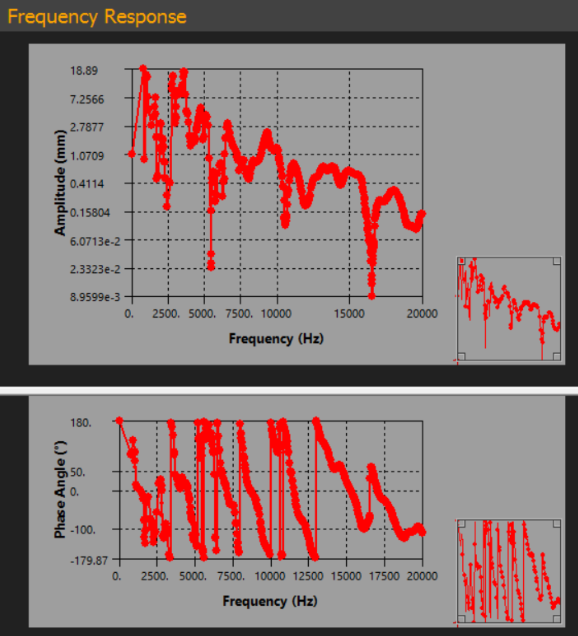 Frequency Response
18.89
7.2566
2.7877
1.0709
0.4114
0.15804
6.0713e-2
2.3323e-2
8.9599e-3
Amplitude (mm)
0. 2500. 5000. 7500. 10000 15000 20000
Frequency (Hz)
180.
50.
0.
-100.
-179.87
Phase Angle (°)
0. 2500. 5000. 7500. 10000 12500 15000 17500 20000
Frequency (Hz)